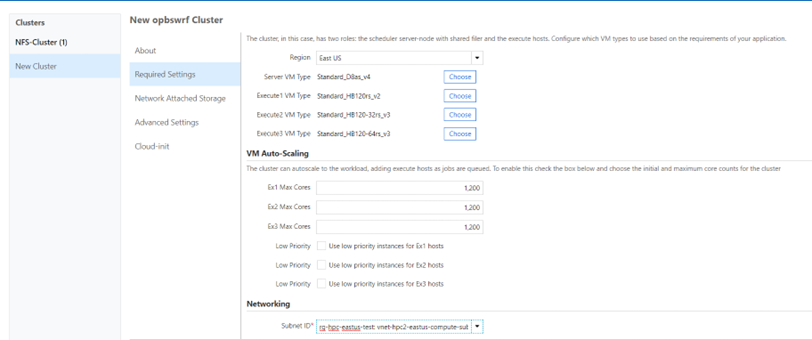 Clusters
NFS-Cluster (1)
New Cluster
New opbswrf Cluster
About
Required Settings
Network Attached Storage
Advanced Settings
Cloud-init
The cluster, in this case, has two roles: the scheduler server-node with shared filer and the execute hosts. Configure which VM types to use based on the requirements of your application.
Region East US
Server VM Type Standard_D8as_v4 Choose
Execute1 VM Type Standard_HB120rs_v2 Choose
Execute2 VM Type Standard_HB120-32rs_v3 Choose
Execute3 VM Type Standard_HB120-64rs_v3 Choose
VM Auto-Scaling
The cluster can autoscale to the workload, adding execute hosts as jobs are queued. To enable this check the box below and choose the initial and maximum core counts for the cluster
Ex1 Max Cores 1,200
Ex2 Max Cores 1,200
Ex3 Max Cores 1,200
Low Priority Use low priority instances for Ex1 hosts
Low Priority Use low priority instances for Ex2 hosts
Low Priority Use low priority instances for Ex3 hosts
Networking
Subnet ID* rg-hpc-eastus-test: vnet-hpc2-eastus-compute-sub